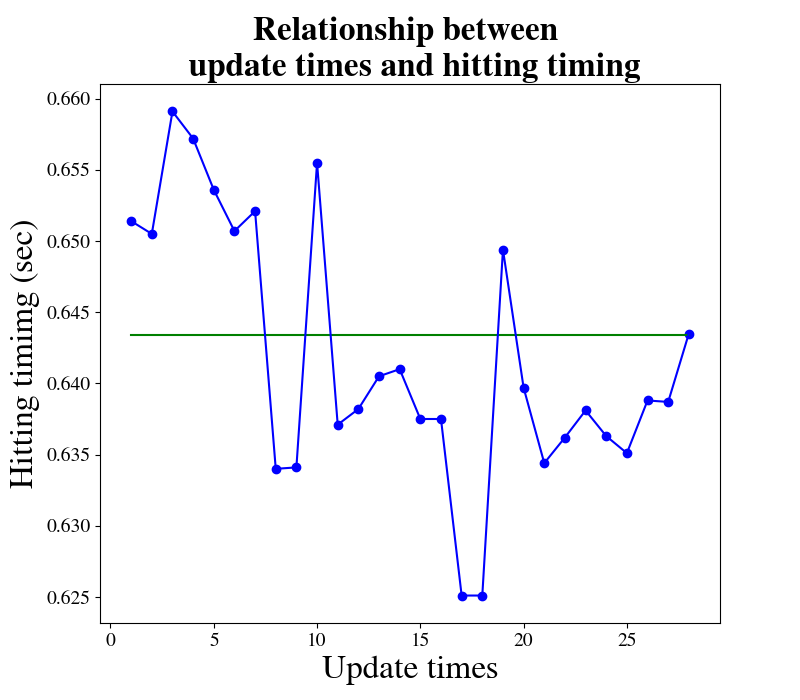 Relationship between
update times and hitting timing
0.660
0.655
0.650
0.645
0.640
0.635
0.630
0.625
Hitting timimg (sec)
0 5 10 15 20 25
Update times